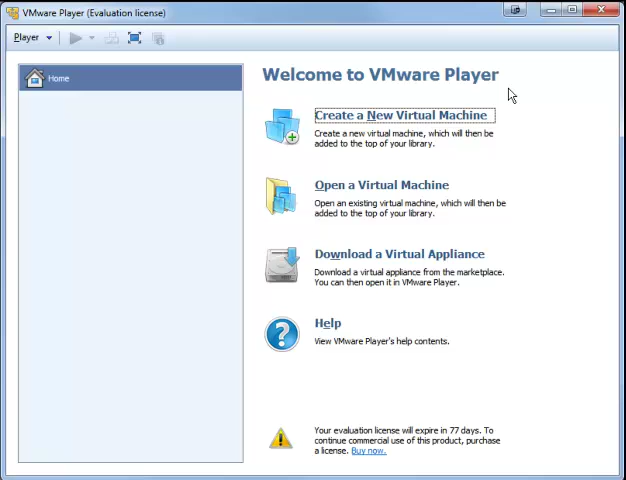 VMware Player (Evaluation license)
Player
Home
Welcome to VMware Player
Create a New Virtual Machine
Create a new virtual machine, which will then be
added to the top of your library.
Open a Virtual Machine
Open an existing virtual machine, which will then be
added to the top of your library.
Download a Virtual Appliance
Download a virtual appliance from the marketplace.
You can then open it in VMware Player.
Help
View VMware Player's help contents.
Your evaluation license will expire in 77 days. To
continue commercial use of this product, purchase
a license. Buy now.